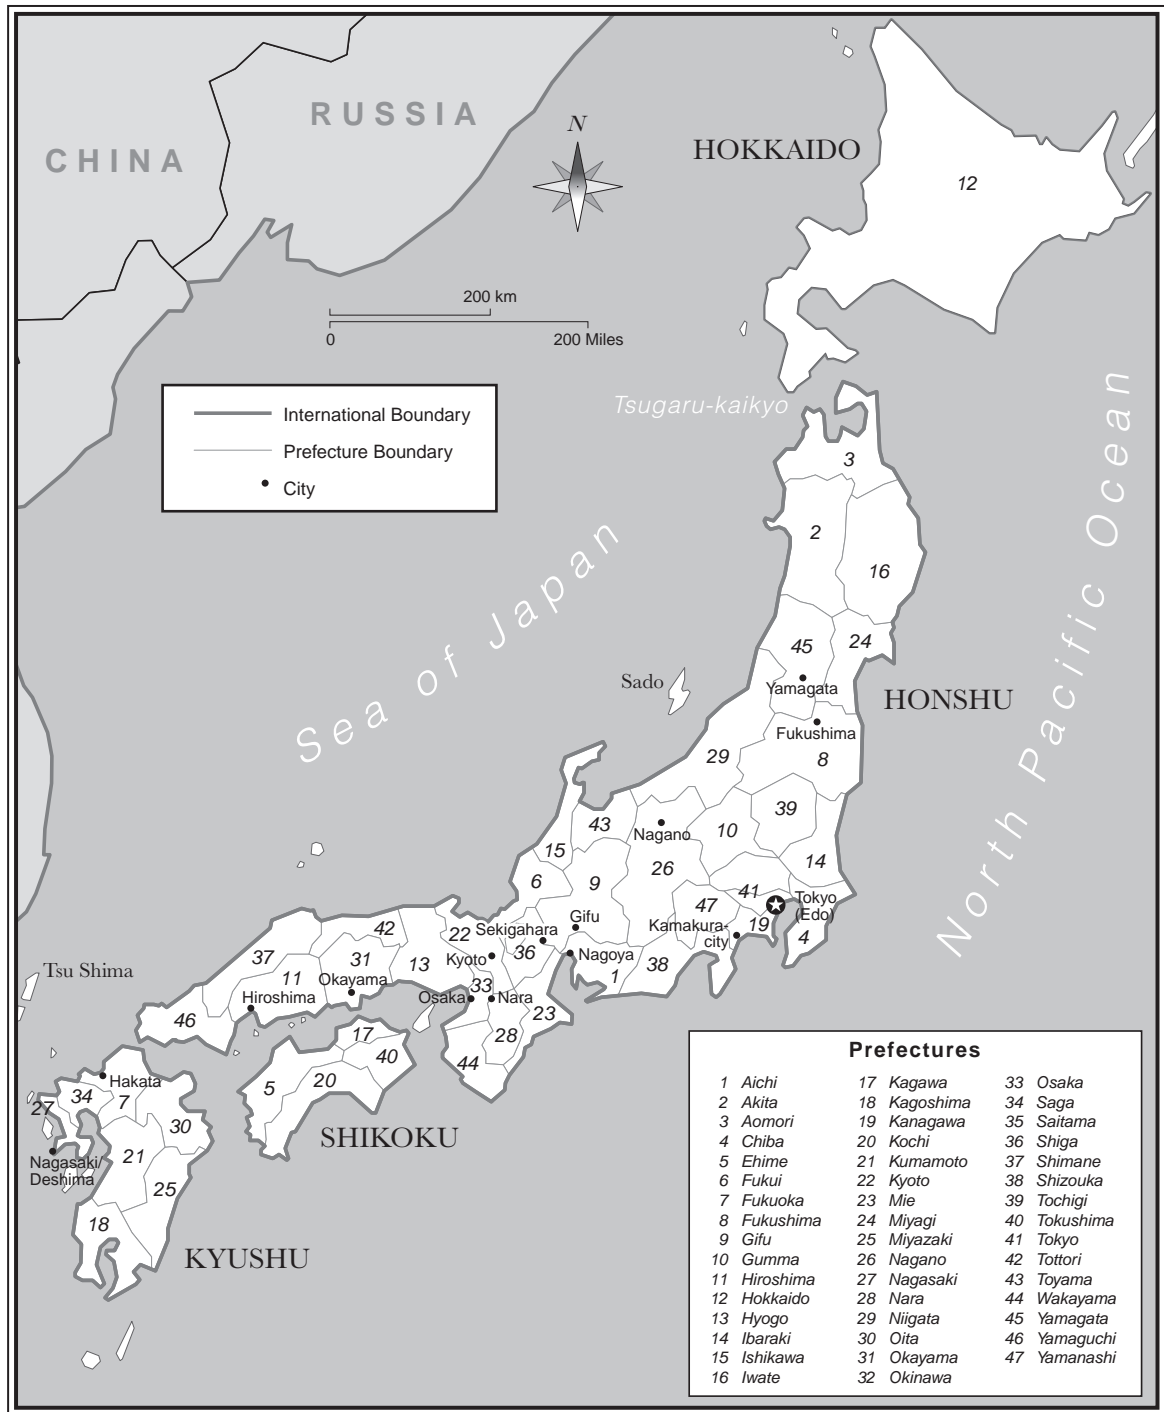 RUSSIA
CHINA
N
HOKKAIDO
12
200 km
0
200 Miles
International Boundary
Prefecture Boundary
City
Tsugaru-kaikyo
North Pacific Ocean
Sea of Japan
3
2
16
45
24
Yamagata
Sado
HONSHU
Fukushima
8
29
39
43
10
Nagano
15
14
26
6
9
41
47
Tokyo
(Edo)
19
4
Gifu
Kamakura-
city
Sekigahara
22
42
36
Kyoto
Nagoya
37
31
13
1
38
11
Okayama
33
Tsu Shima
Hiroshima
Osaka
Nara
23
46
28
17
40
44
20
5
Hakata
34
27
7
30
SHIKOKU
21
Nagasaki/
Deshima
25
18
KYUSHU
Prefectures
1 Aichi
2 Akita
3 Aomori
4 Chiba
5 Ehime
6 Fukui
7 Fukuoka
8 Fukushima
9 Gifu
10 Gumma
11 Hiroshima
12 Hokkaido
13 Hyogo
14 Ibaraki
15 Ishikawa
16 Iwate
17 Kagawa
18 Kagoshima
19 Kanagawa
20 Kochi
21 Kumamoto
22 Kyoto
23 Mie
24 Miyagi
25 Miyazaki
26 Nagano
27 Nagasaki
28 Nara
29 Niigata
30 Oita
31 Okayama
32 Okinawa
33 Osaka
34 Saga
35 Saitama
36 Shiga
37 Shimane
38 Shizouka
39 Tochigi
40 Tokushima
41 Tokyo
42 Tottori
43 Toyama
44 Wakayama
45 Yamagata
46 Yamaguchi
47 Yamanashi